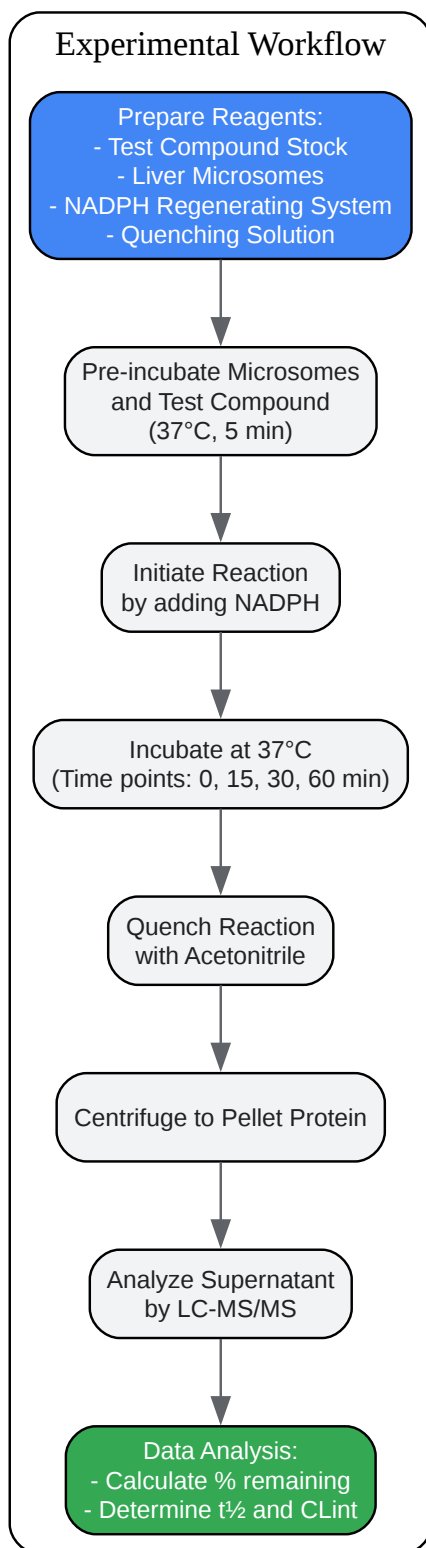 Experimental Workflow
Prepare Reagents:
- Test Compound Stock
- Liver Microsomes
- NADPH Regenerating System
- Quenching Solution
Pre-incubate Microsomes
and Test Compound
(37°C, 5 min)
Initiate Reaction
by adding NADPH
Incubate at 37°C
(Time points: 0, 15, 30, 60 min)
Quench Reaction
with Acetonitrile
Centrifuge to Pellet Protein
Analyze Supernatant
by LC-MS/MS
Data Analysis:
- Calculate % remaining
- Determine t½ and CLint